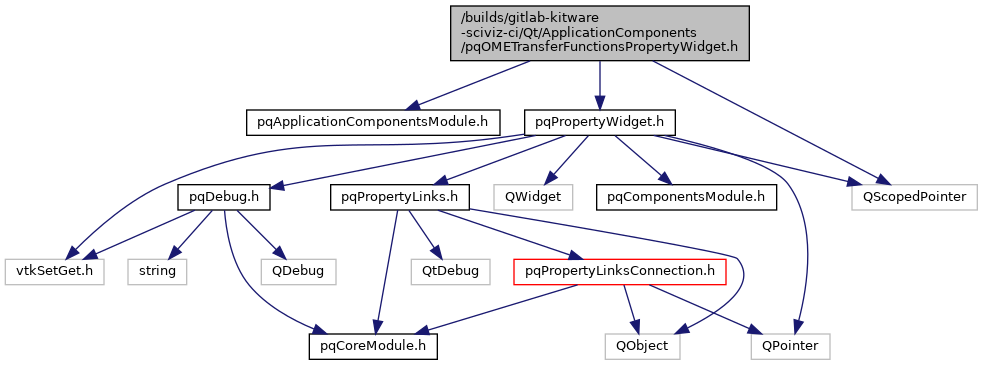 /builds/gitlab-kitware
-sciviz-ci/Qt/ApplicationComponents
/pqOMETransferFunctionsPropertyWidget.h
pqApplicationComponentsModule.h
pqPropertyWidget.h
pqDebug.h
pqPropertyLinks.h
QWidget
pqComponentsModule.h
QScopedPointer
vtkSetGet.h
string
QDebug
QtDebug
pqPropertyLinksConnection.h
pqCoreModule.h
QObject
QPointer